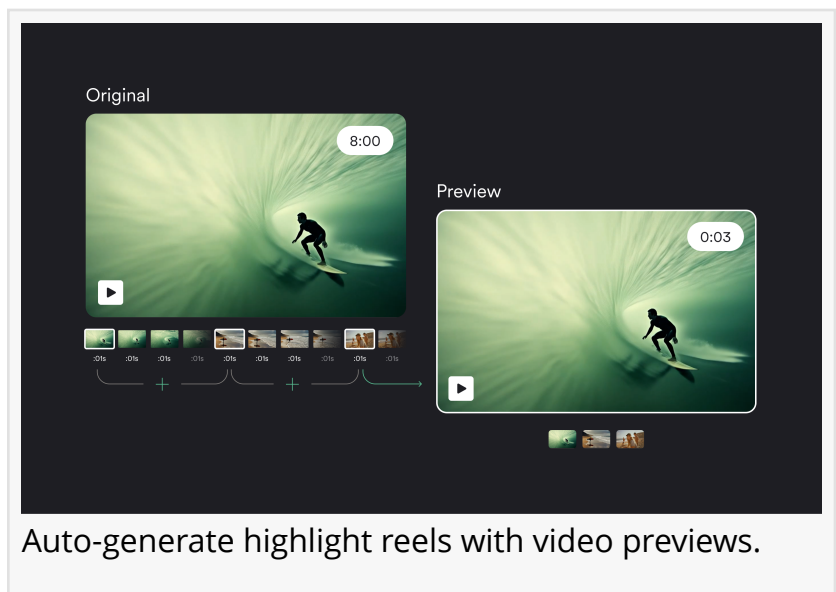 Original
8:00
Preview
0:03
:01s :01s :01s :01s :01s :01s :01s :01s :01s :01s
Auto-generate highlight reels with video previews.